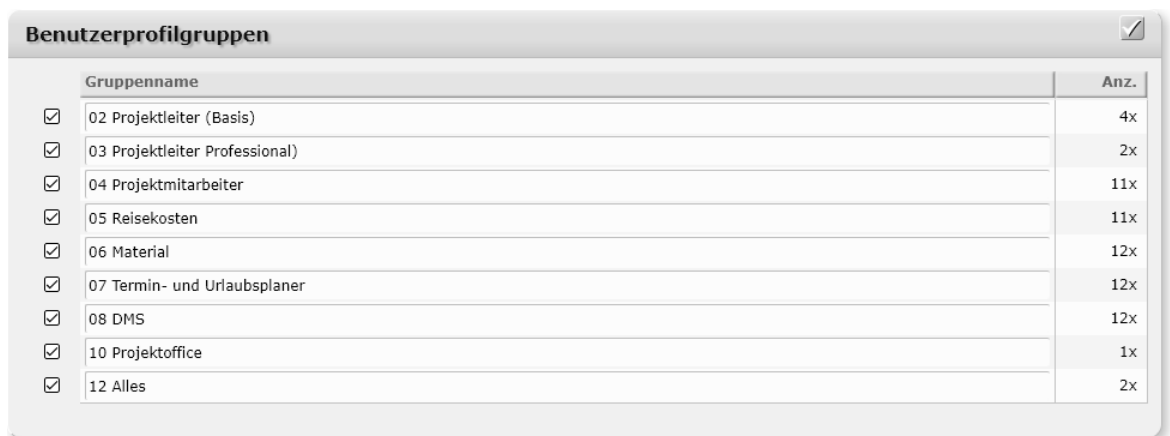 Benutzerprofilgruppen
Gruppenname Anz.
02 Projektleiter (Basis) 4x
03 Projektleiter Professional) 2x
04 Projektmitarbeiter 11x
05 Reisekosten 11x
06 Material 12x
07 Termin- und Urlaubsplaner 12x
08 DMS 12x
10 Projektoffice 1x
12 Alles 2x